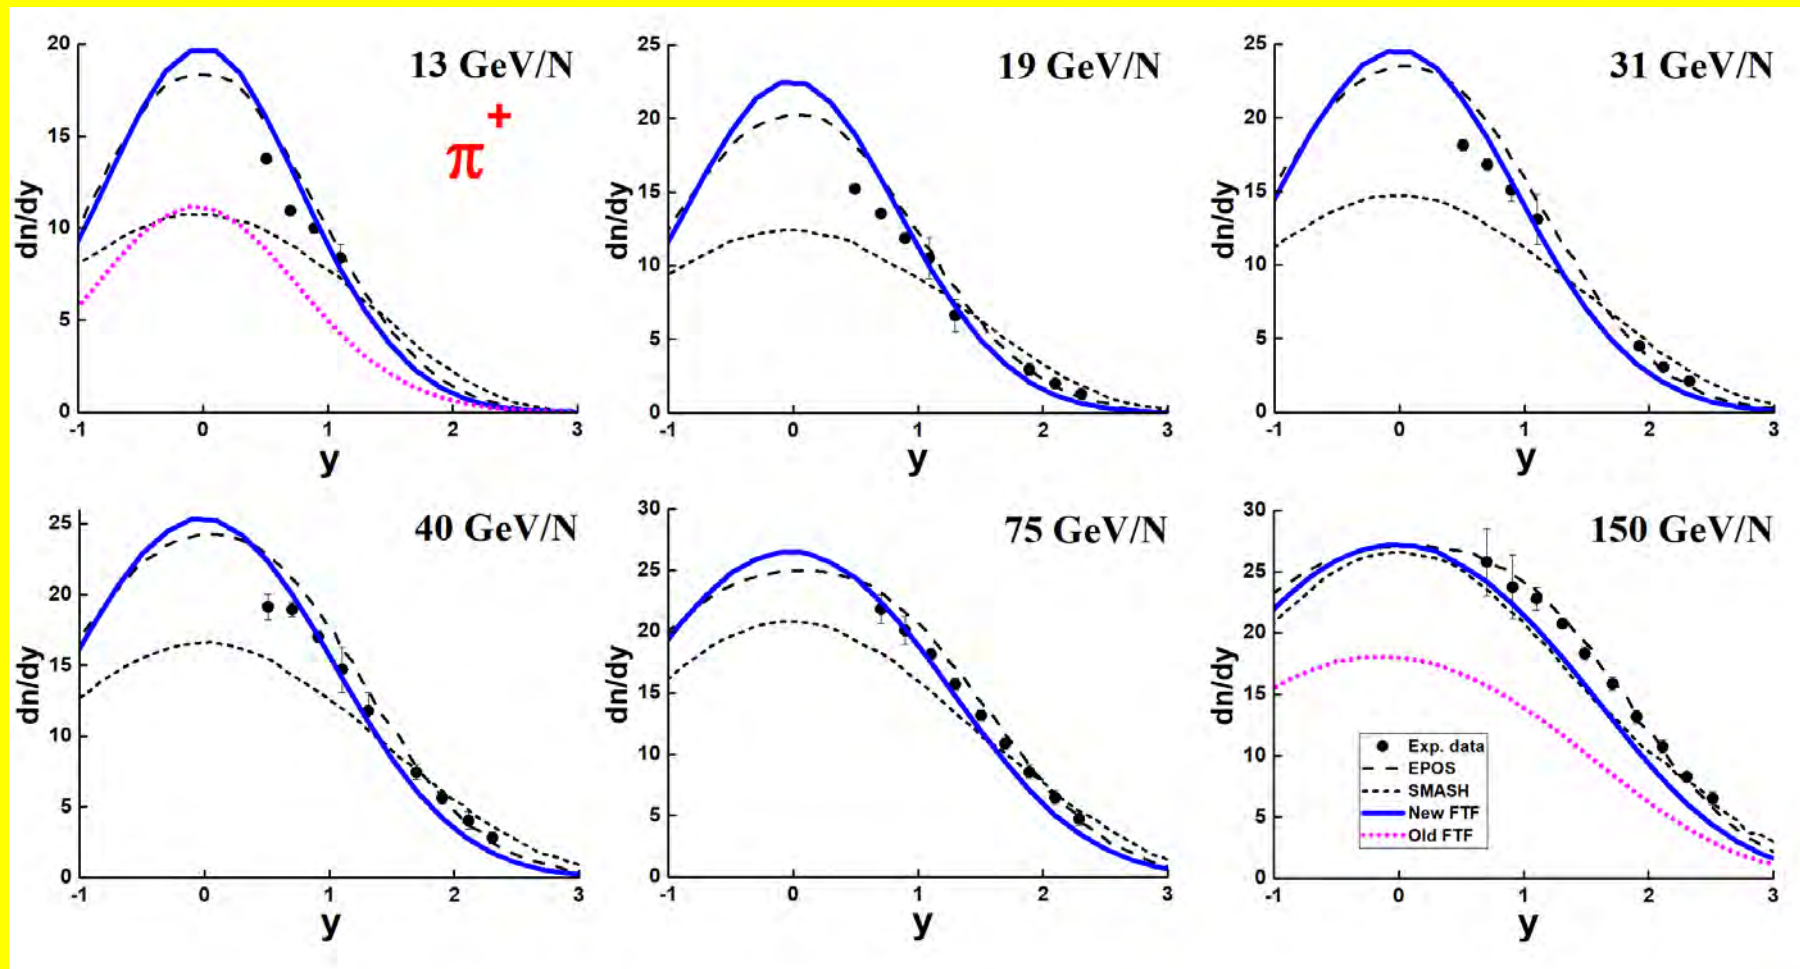 13 GeV/N
π+
dn/dy
20
15
10
5
0
-1 0 1 2 3
y
19 GeV/N
dn/dy
25
20
15
10
5
0
-1 0 1 2 3
y
31 GeV/N
dn/dy
25
20
15
10
5
0
-1 0 1 2 3
y
40 GeV/N
dn/dy
25
20
15
10
5
0
-1 0 1 2 3
y
75 GeV/N
dn/dy
30
25
20
15
10
5
0
-1 0 1 2 3
y
150 GeV/N
dn/dy
30
25
20
15
10
5
0
-1 0 1 2 3
y
Exp. data
EPOS
SMASH
New FTF
Old FTF